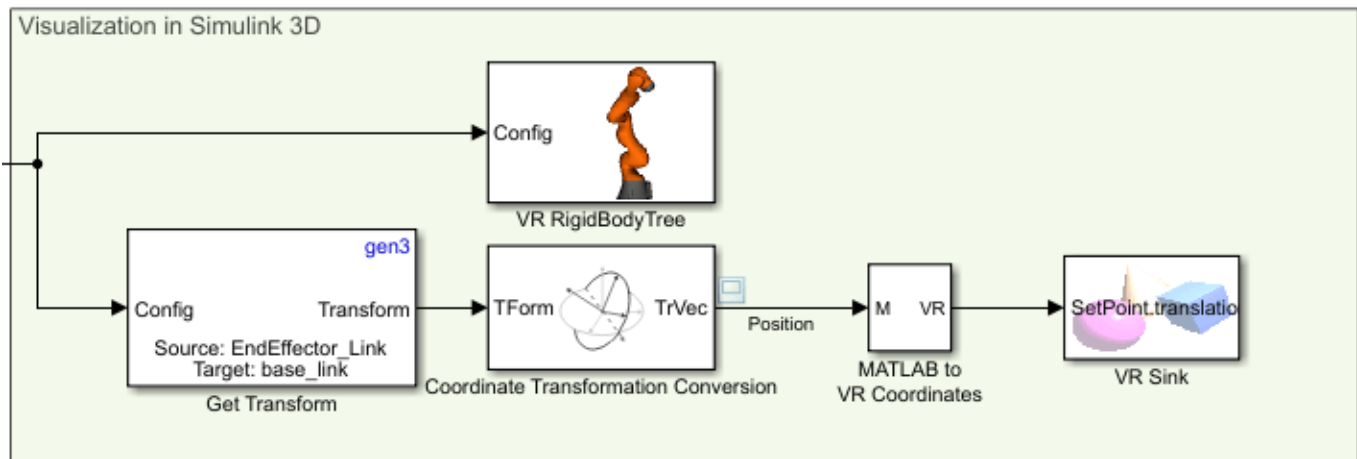 Visualization in Simulink 3D
Config
VR RigidBodyTree
gen3
Config
Transform
Source: EndEffector_Link
Target: base_link
Get Transform
TForm
TrVec
Coordinate Transformation Conversion
Position
M
VR
MATLAB to
VR Coordinates
SetPoint.translatio
VR Sink